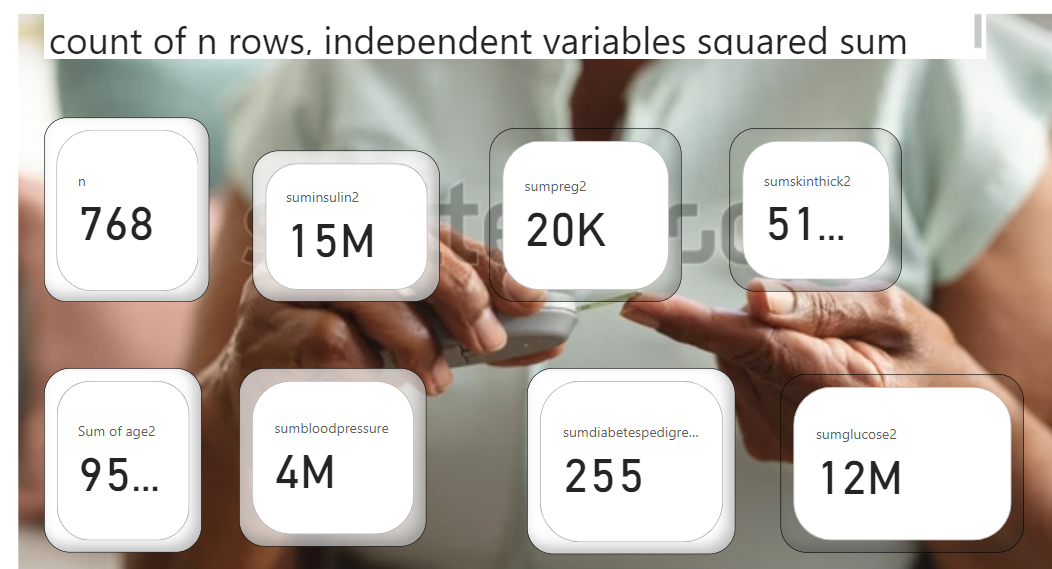 count of n rows, independent variables squared sum
n
768
suminsulin2
15M
sumpreg2
20K
sumskinthick2
51...
Sum of age2
95...
sumbloodpressure
4M
sumdiabetespedigre...
255
sumglucose2
12M